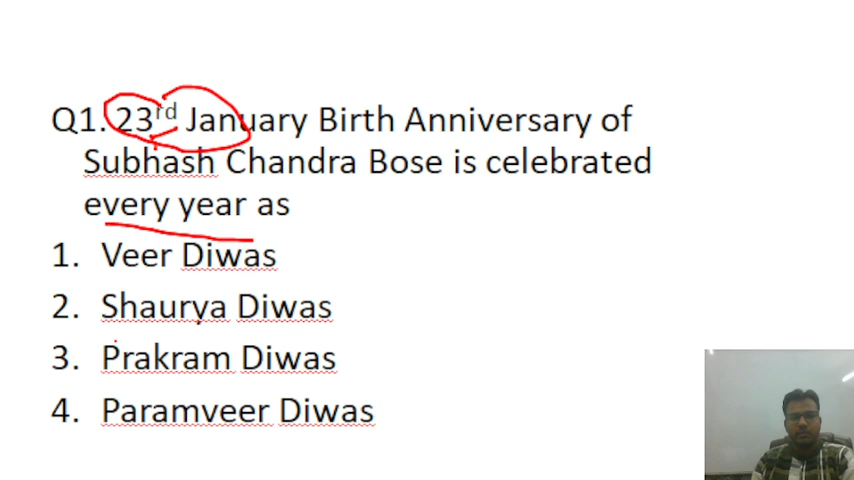 Q1. 23rd January Birth Anniversary of
Subhash Chandra Bose is celebrated
every year as
1. Veer Diwas
2. Shaurya Diwas
3. Prakram Diwas
4. Paramveer Diwas